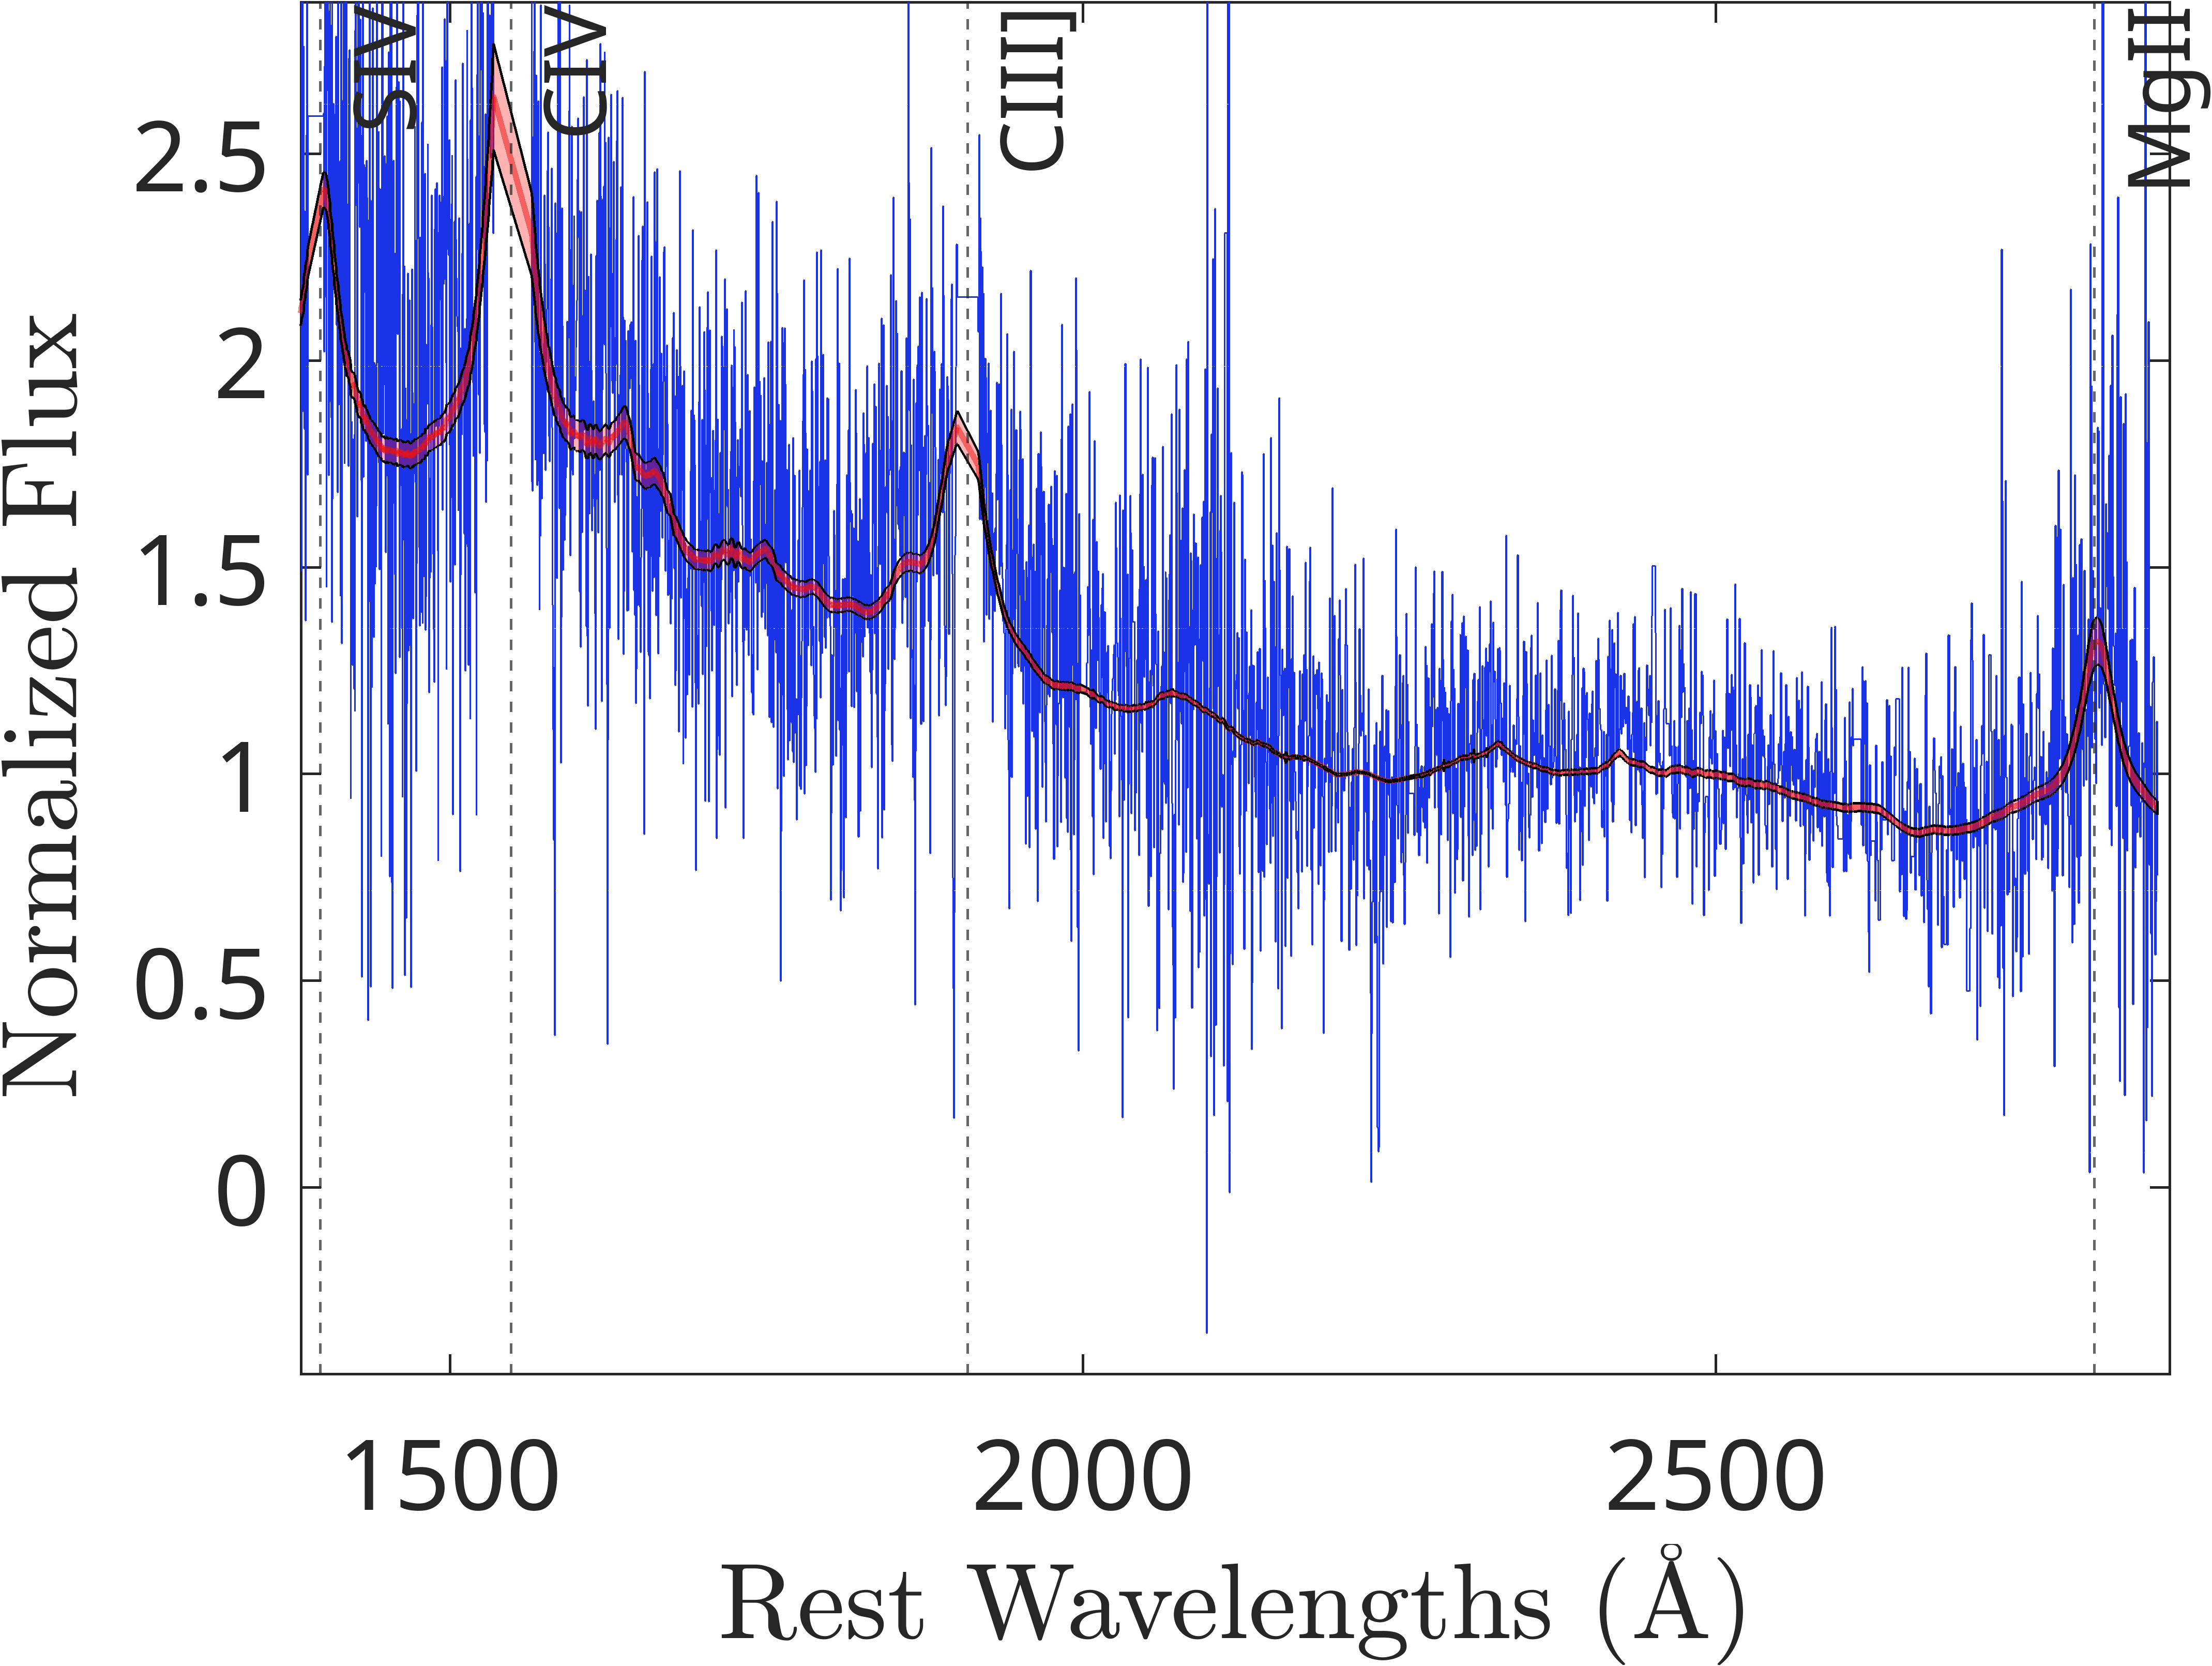 SIV
CIV
CIII]
MgII
Normalized Flux
2.5
2
1.5
1
0.5
0
1500
2000
2500
Rest Wavelengths (Å)